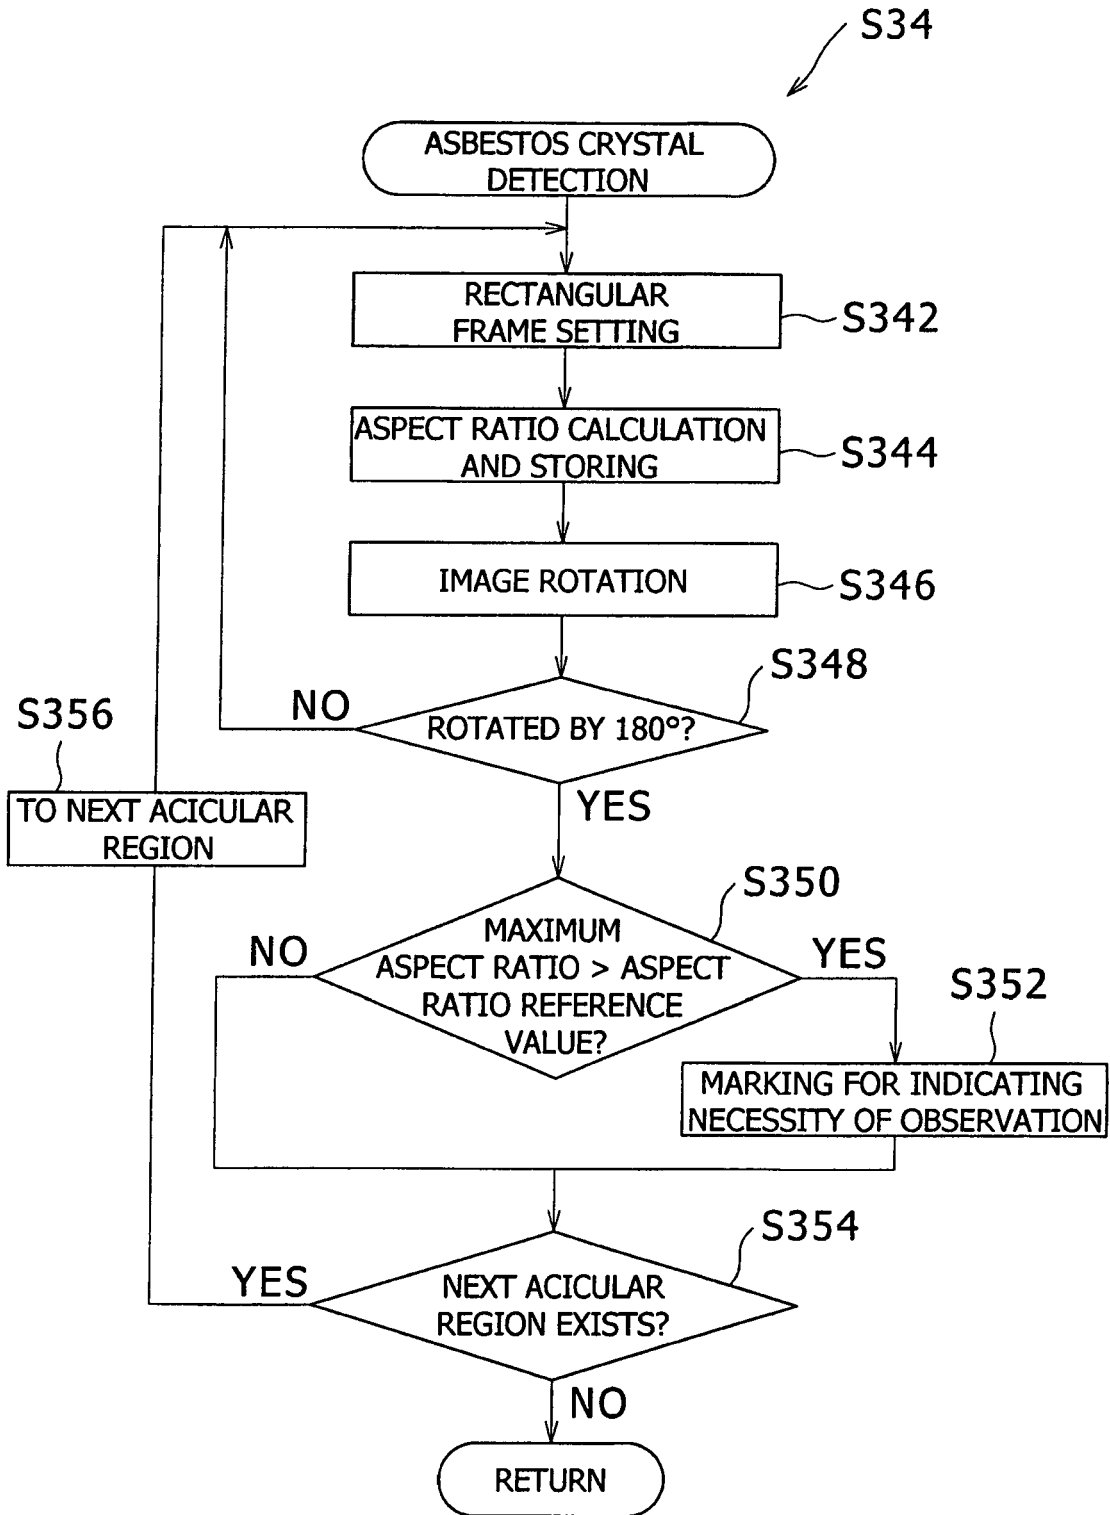 S34
ASBESTOS CRYSTAL
DETECTION
RECTANGULAR
FRAME SETTING
S342
ASPECT RATIO CALCULATION
AND STORING
S344
IMAGE ROTATION
S346
S348
ROTATED BY 180°?
NO
YES
S356
TO NEXT ACICULAR
REGION
S350
MAXIMUM
ASPECT RATIO > ASPECT
RATIO REFERENCE
VALUE?
NO
YES
S352
MARKING FOR INDICATING
NECESSITY OF OBSERVATION
S354
NEXT ACICULAR
REGION EXISTS?
YES
NO
RETURN